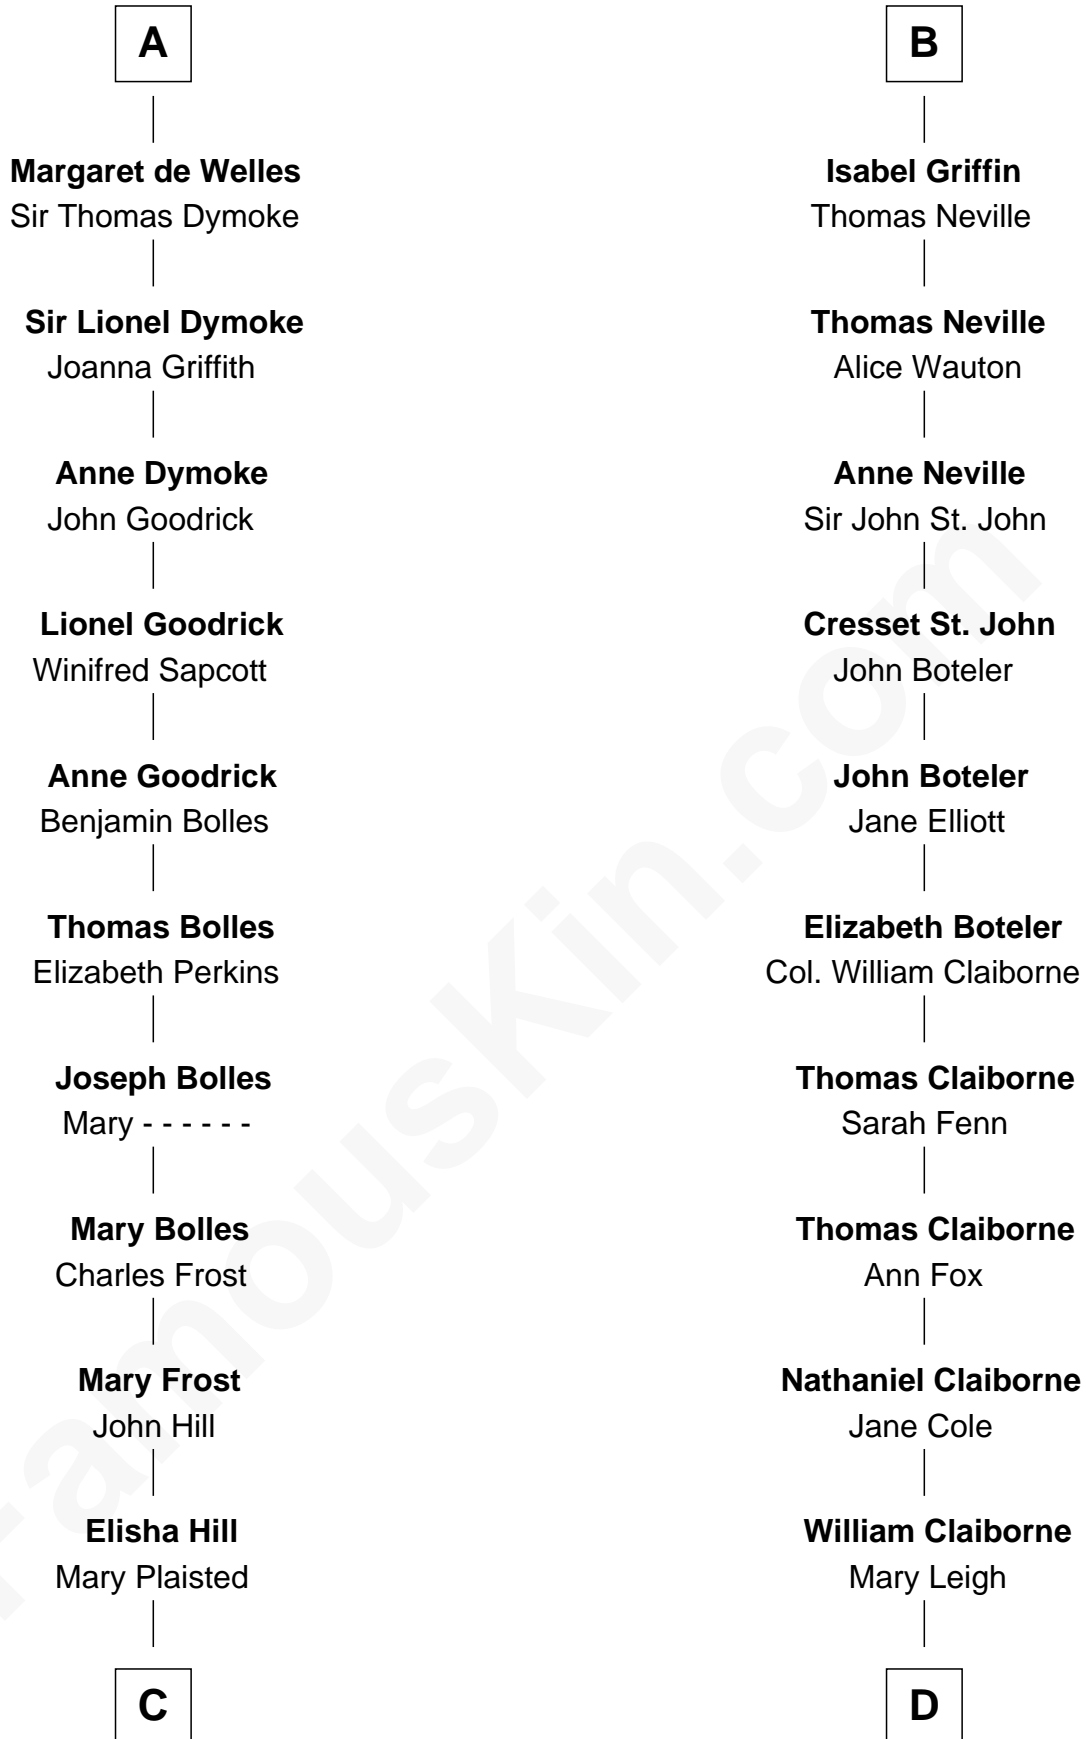 A
Margaret de Welles
Sir Thomas Dymoke
Sir Lionel Dymoke
Joanna Griffith
Anne Dymoke
John Goodrick
Lionel Goodrick
Winifred Sapcott
Anne Goodrick
Benjamin Bolles
Thomas Bolles
Elizabeth Perkins
Joseph Bolles
Mary - - - - - -
Mary Bolles
Charles Frost
Mary Frost
John Hill
Elisha Hill
Mary Plaisted
C
B
Isabel Griffin
Thomas Neville
Thomas Neville
Alice Wauton
Anne Neville
Sir John St. John
Cresset St. John
John Boteler
John Boteler
Jane Elliott
Elizabeth Boteler
Col. William Claiborne
Thomas Claiborne
Sarah Fenn
Thomas Claiborne
Ann Fox
Nathaniel Claiborne
Jane Cole
William Claiborne
Mary Leigh
D
FamousKin.com